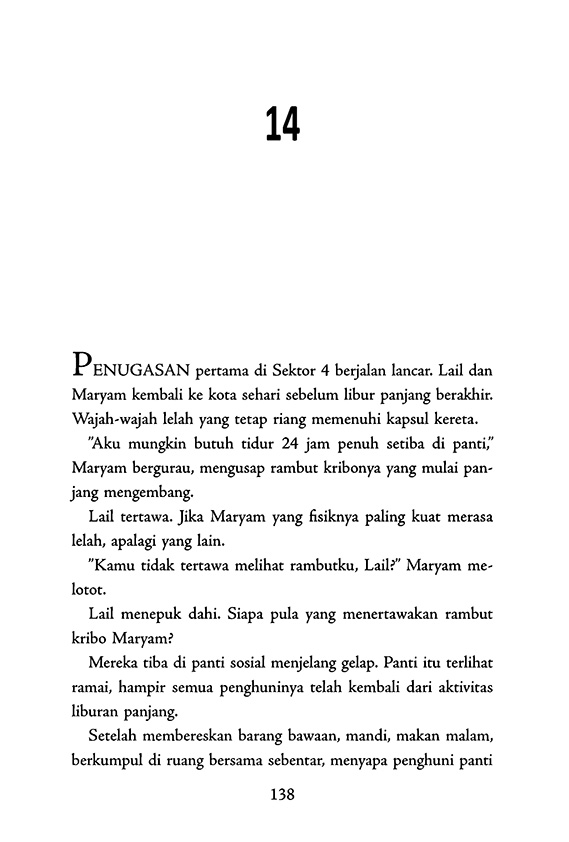 14
PENUGASAN pertama di Sektor 4 berjalan lancar. Lail dan
Maryam kembali ke kota sehari sebelum libur panjang berakhir.
Wajah-wajah lelah yang tetap riang memenuhi kapsul kereta.
”Aku mungkin butuh tidur 24 jam penuh setiba di panti,”
Maryam bergurau, mengusap rambut kribonya yang mulai pan-
jang mengembang.
Lail tertawa. Jika Maryam yang fisiknya paling kuat merasa
lelah, apalagi yang lain.
”Kamu tidak tertawa melihat rambutku, Lail?” Maryam me-
lotot.
Lail menepuk dahi. Siapa pula yang menertawakan rambut
kribo Maryam?
Mereka tiba di panti sosial menjelang gelap. Panti itu terlihat
ramai, hampir semua penghuninya telah kembali dari aktivitas
liburan panjang.
Setelah membereskan barang bawaan, mandi, makan malam,
berkumpul di ruang bersama sebentar, menyapa penghuni panti
138